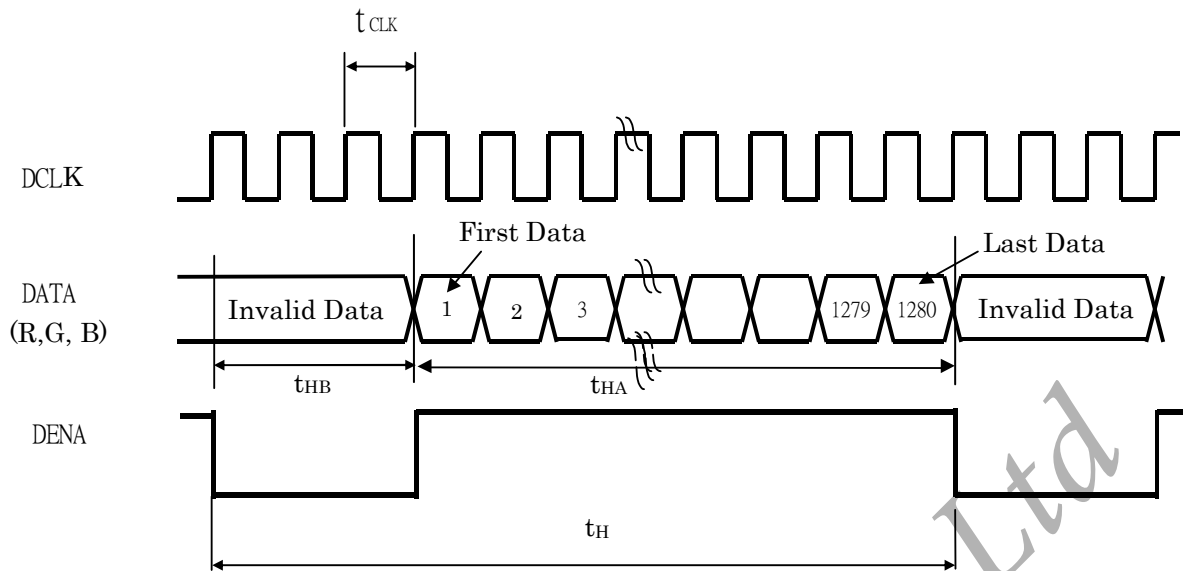 tCLK
DCLK
First Data
Last Data
DATA
(R,G, B)
Invalid Data
1
2
3
1279
1280
Invalid Data
tHB
tHA
DENA
tH
Ltd